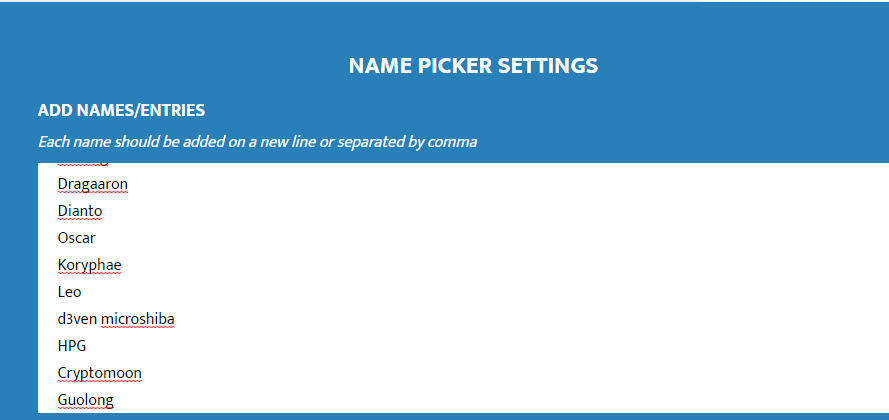 NAME PICKER SETTINGS
ADD NAMES/ENTRIES
Each name should be added on a new line or separated by comma
Dragaaron
Dianto
Oscar
Koryphae
Leo
d3ven microshiba
HPG
Cryptomoon
Guolong